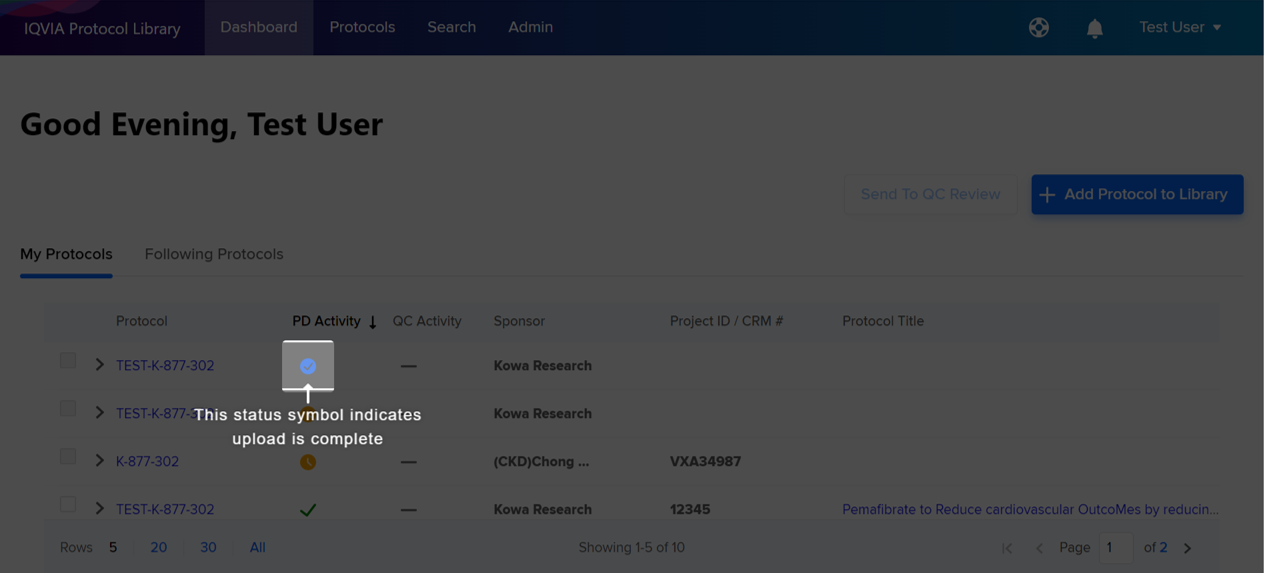 IQVIA Protocol Library Dashboard Protocols Search Admin Test User
Good Evening, Test User
Send To QC Review Add Protocol to Library
My Protocols Following Protocols
Protocol PD Activity QC Activity Sponsor Project ID / CRM # Protocol Title
TEST-K-877-302 — Kowa Research
TEST-K-877-302 Kowa Research
This status symbol indicates
upload is complete
K-877-302 — (CKD)Chong ... VXA34987
TEST-K-877-302 — Kowa Research 12345 Pemafibrate to Reduce cardiovascular OutcoMes by reducin...
Rows 5 20 30 All Showing 1-5 of 10 Page 1 of 2